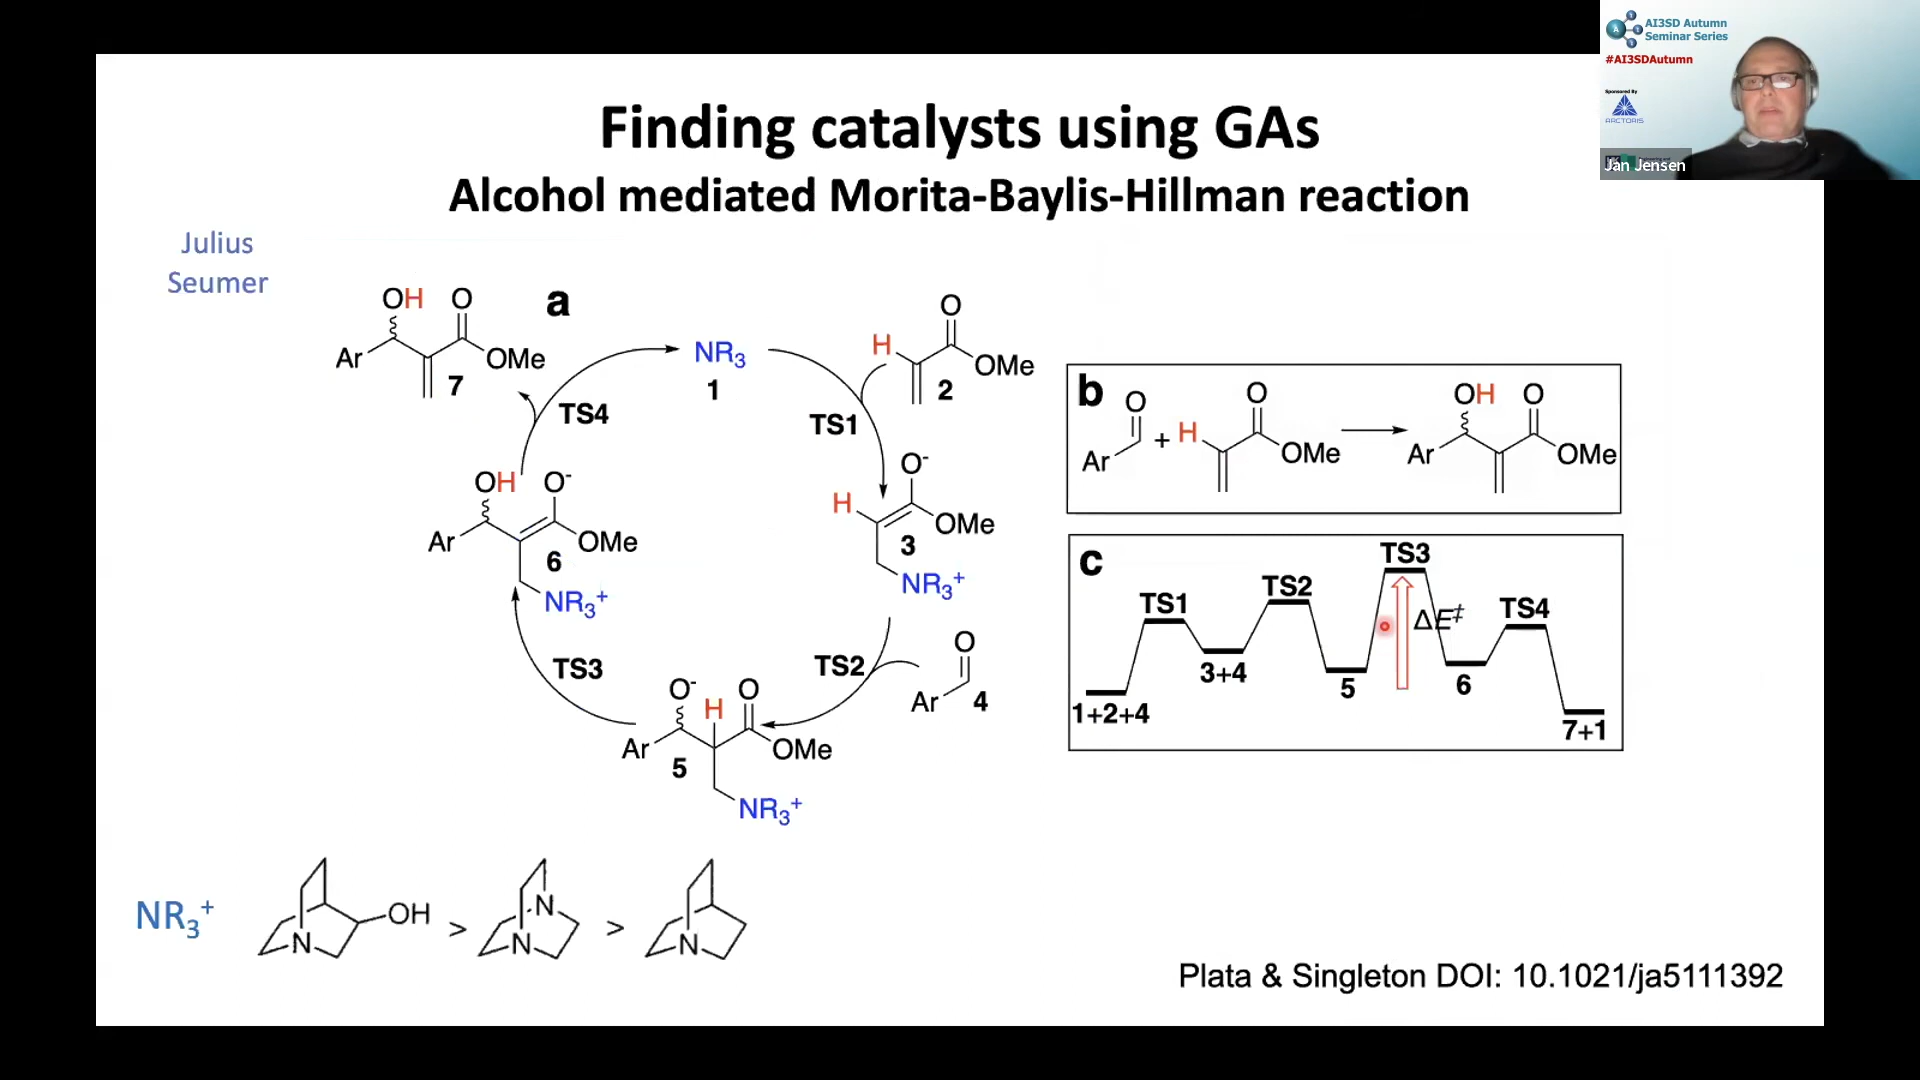 Finding catalysts using GAs
Alcohol mediated Morita-Baylis-Hillman reaction
AI3SD Autumn
Seminar Series
#AI3SDAutumn
Sponsored By
ARCTORIS
Jan Jensen
Julius
Seumer
a
OH O
Ar OMe
7
TS4
NR3
1
O
H
OMe
2
TS1
O-
H
OMe
3
NR3+
TS2
O
Ar 4
O- H O
Ar OMe
5
NR3+
TS3
OH O-
Ar OMe
6
NR3+
b
O
Ar
+
H
O
OMe
OH O
Ar OMe
c
TS1
TS2
TS3
TS4
ΔE‡
1+2+4
3+4
5
6
7+1
NR3+
N OH > N N > N
Plata & Singleton DOI: 10.1021/ja5111392